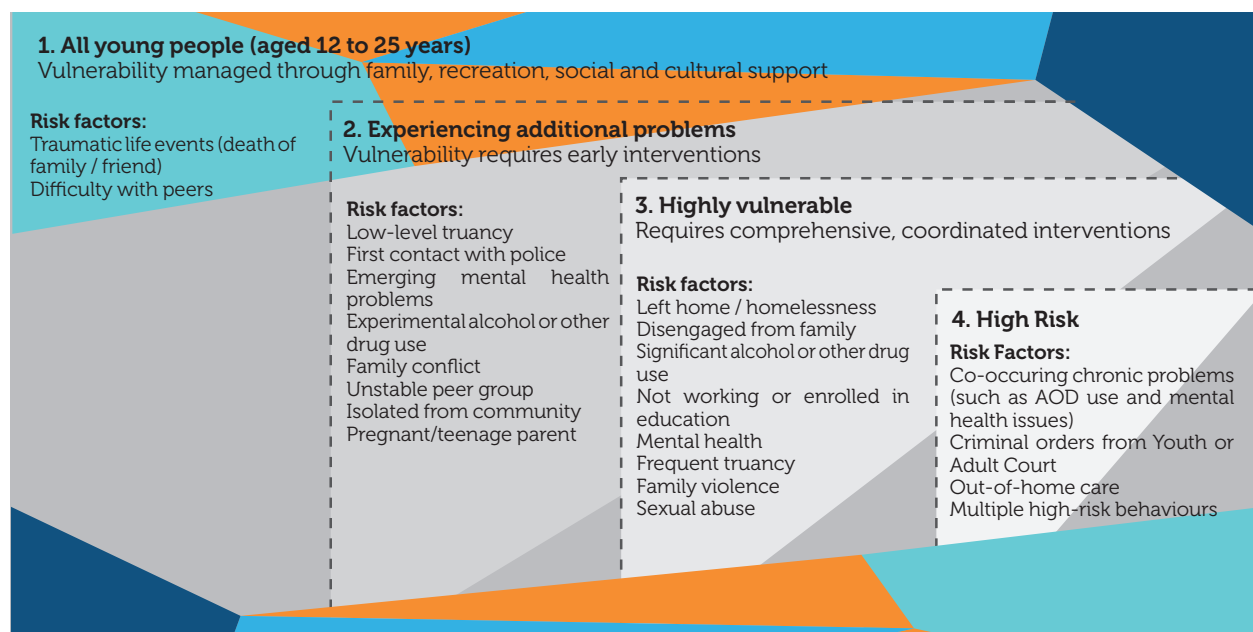 1. All young people (aged 12 to 25 years)
Vulnerability managed through family, recreation, social and cultural support
Risk factors:
Traumatic life events (death of
family / friend)
Difficulty with peers
2. Experiencing additional problems
Vulnerability requires early interventions
Risk factors:
Low-level truancy
First contact with police
Emerging mental health
problems
Experimental alcohol or other
drug use
Family conflict
Unstable peer group
Isolated from community
Pregnant/teenage parent
3. Highly vulnerable
Requires comprehensive, coordinated interventions
Risk factors:
Left home / homelessness
Disengaged from family
Significant alcohol or other drug
use
Not working or enrolled in
education
Mental health
Frequent truancy
Family violence
Sexual abuse
4. High Risk
Risk Factors:
Co-occuring chronic problems
(such as AOD use and mental
health issues)
Criminal orders from Youth or
Adult Court
Out-of-home care
Multiple high-risk behaviours